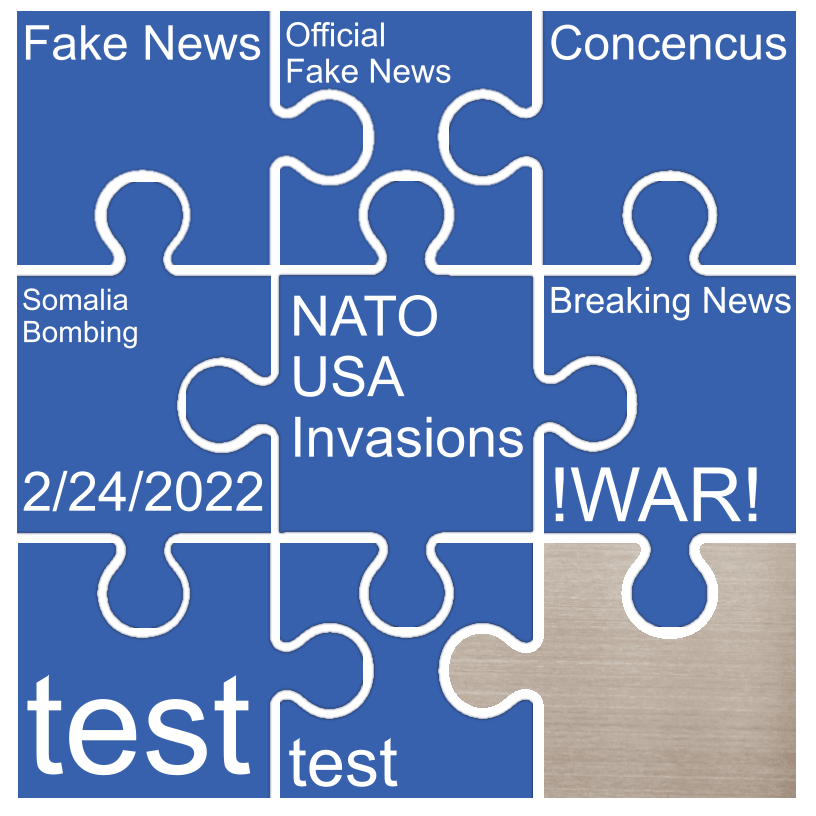 Fake News
Official
Fake News
Concencus
Somalia
Bombing
2/24/2022
NATO
USA
Invasions
Breaking News
!WAR!
test
test